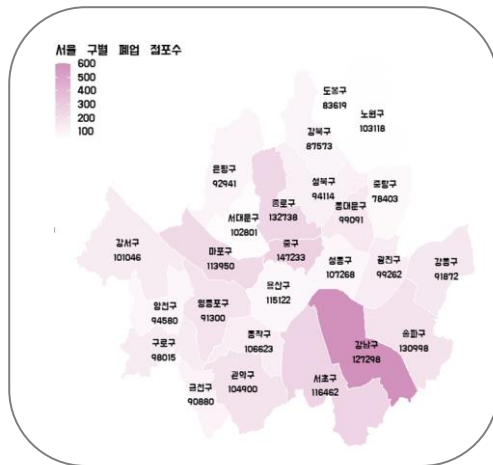 서울 구별 폐업 점포수
600
500
400
300
200
100
도봉구
83619
노원구
103118
강북구
87573
은평구
92941
성북구
94114
중랑구
78403
동대문구
99091
종로구
132738
서대문구
102801
강서구
101046
마포구
113950
중구
147233
성동구
107268
광진구
99262
강동구
91872
용산구
115122
양천구
94580
영등포구
91300
동작구
106623
강남구
127298
송파구
130998
구로구
98015
관악구
104900
서초구
116462
금천구
90880